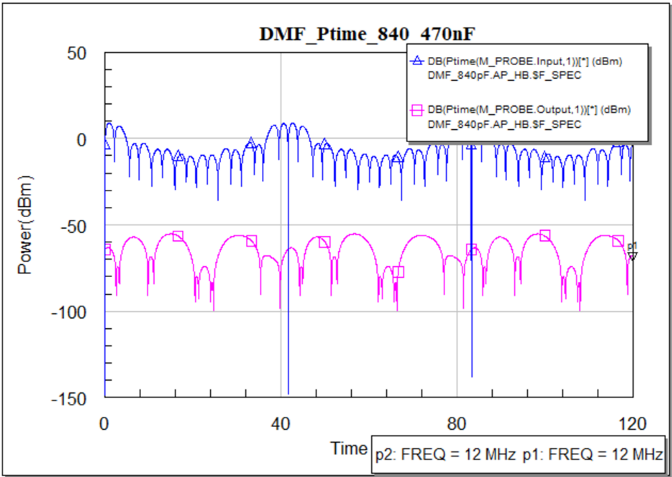 DMF_Ptime_840_470nF
DB(Ptime(M_PROBE.Input,1))[*] (dBm)
DMF_840pF.AP_HB.$F_SPEC
DB(Ptime(M_PROBE.Output,1))[*] (dBm)
DMF_840pF.AP_HB.$F_SPEC
50
0
-50
-100
-150
Power(dBm)
p1
0
40
80
120
Time
p2: FREQ = 12 MHz p1: FREQ = 12 MHz